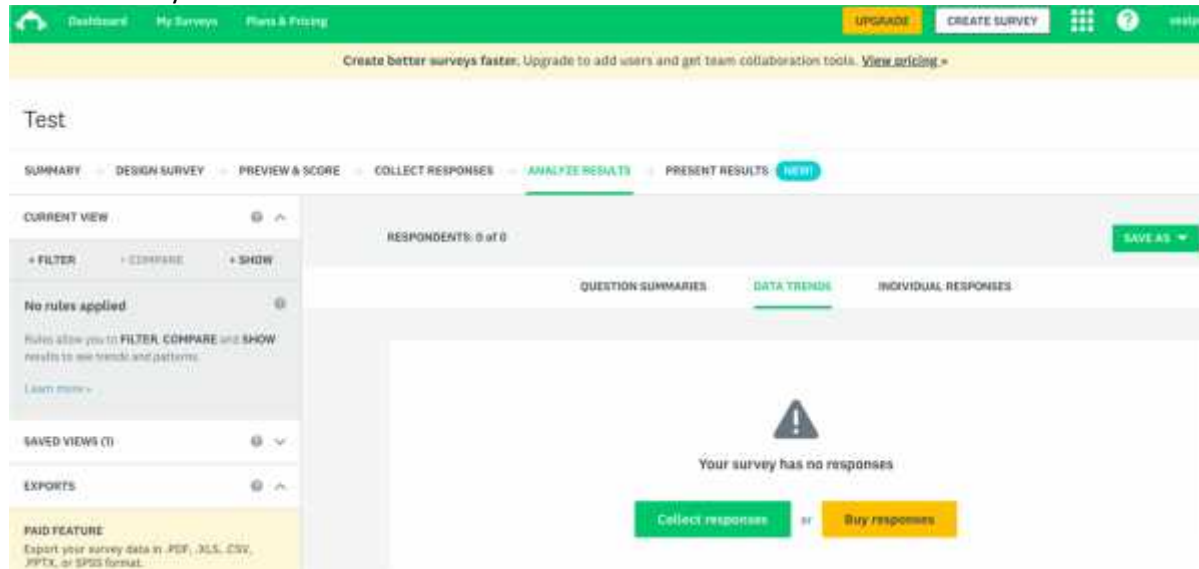 Dashboard My Surveys Plans & Pricing UPGRADE CREATE SURVEY ?
Create better surveys faster. Upgrade to add users and get team collaboration tools. View pricing »
Test
SUMMARY DESIGN SURVEY PREVIEW & SCORE COLLECT RESPONSES ANALYZE RESULTS PRESENT RESULTS NEW!
CURRENT VIEW
+ FILTER + COMPARE + SHOW
No rules applied
Rules allow you to FILTER, COMPARE and SHOW
results to see trends and patterns.
Learn more »
SAVED VIEWS (1)
EXPORTS
PAID FEATURE
Export your survey data in .PDF, .XLS, .CSV,
.PPTX, or SPSS format.
RESPONDENTS: 0 of 0
SAVE AS
QUESTION SUMMARIES DATA TRENDS INDIVIDUAL RESPONSES
Your survey has no responses
Collect responses or Buy responses